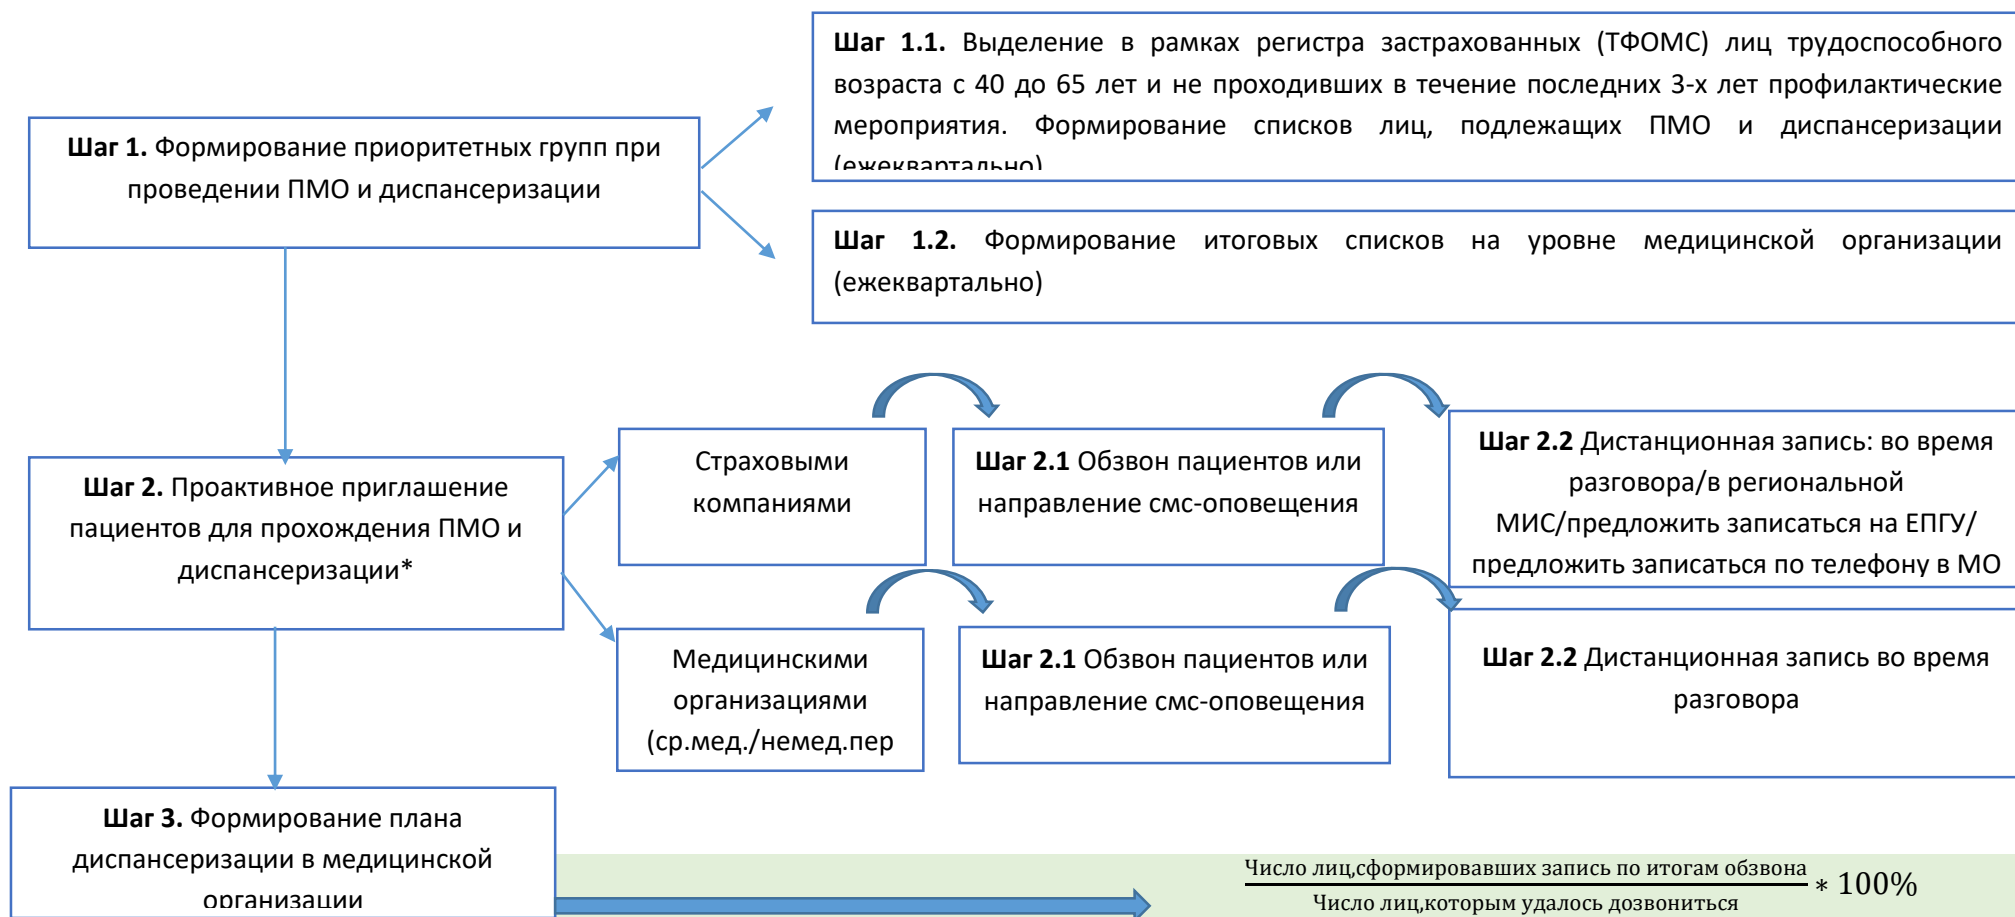 Шаг 1.1. Выделение в рамках регистра застрахованных (ТФОМС) лиц трудоспособного
возраста с 40 до 65 лет и не проходивших в течение последних 3-х лет профилактические
мероприятия. Формирование списков лиц, подлежащих ПМО и диспансеризации
(ежеквартально)
Шаг 1. Формирование приоритетных групп при
проведении ПМО и диспансеризации
Шаг 1.2. Формирование итоговых списков на уровне медицинской организации
(ежеквартально)
Шаг 2. Проактивное приглашение
пациентов для прохождения ПМО и
диспансеризации*
Страховыми
компаниями
Шаг 2.1 Обзвон пациентов или
направление смс-оповещения
Шаг 2.2 Дистанционная запись: во время
разговора/в региональной
МИС/предложить записаться на ЕПГУ/
предложить записаться по телефону в МО
Медицинскими
организациями
(ср.мед./немед.пер
Шаг 2.1 Обзвон пациентов или
направление смс-оповещения
Шаг 2.2 Дистанционная запись во время
разговора
Шаг 3. Формирование плана
диспансеризации в медицинской
организации
Число лиц,сформировавших запись по итогам обзвона
Число лиц,которым удалось дозвониться
* 100%